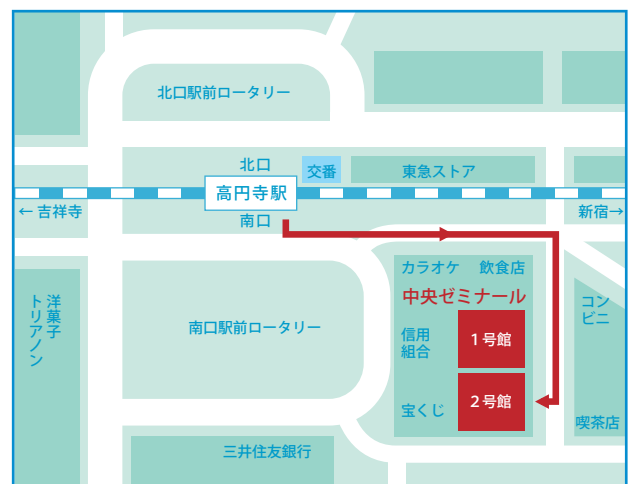 北口駅前ロータリー
北口
交番
東急ストア
高円寺駅
← 吉祥寺
南口
新宿→
カラオケ
飲食店
中央ゼミナール
洋菓子
トリアノン
南口駅前ロータリー
信用
組合
1号館
コン
ビニ
宝くじ
2号館
喫茶店
三井住友銀行